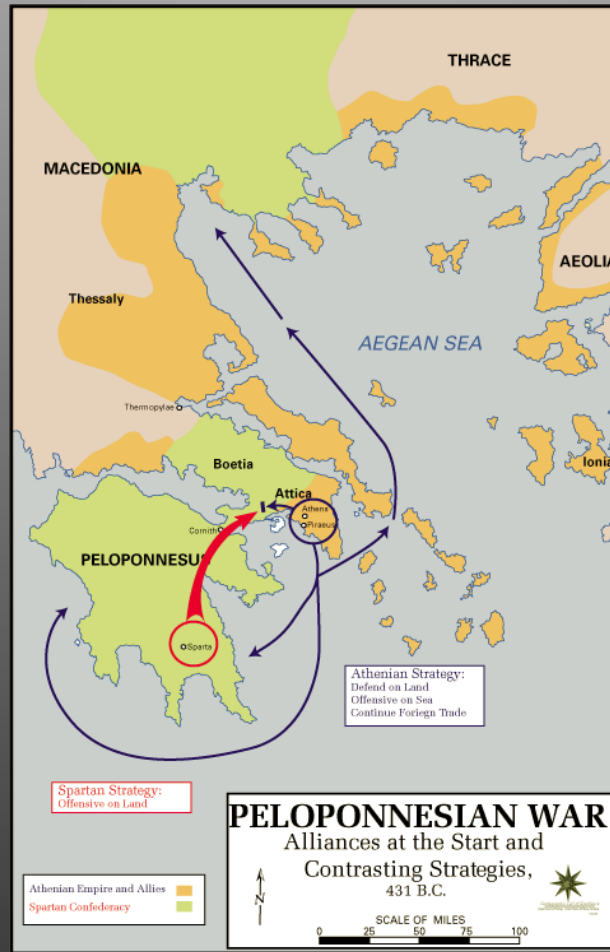 THRACE
MACEDONIA
AEOLIA
Thessaly
AEGEAN SEA
Thermopylae
Boetia
Ionia
Attica
Athens
Piraeus
Cornith
PELOPONNESUS
Sparta
Athenian Strategy:
Defend on Land
Offensive on Sea
Continue Foriegn Trade
Spartan Strategy:
Offensive on Land
PELOPONNESIAN WAR
Alliances at the Start and
Contrasting Strategies,
431 B.C.
Athenian Empire and Allies
Spartan Confederacy
N
SCALE OF MILES
0 25 50 75 100